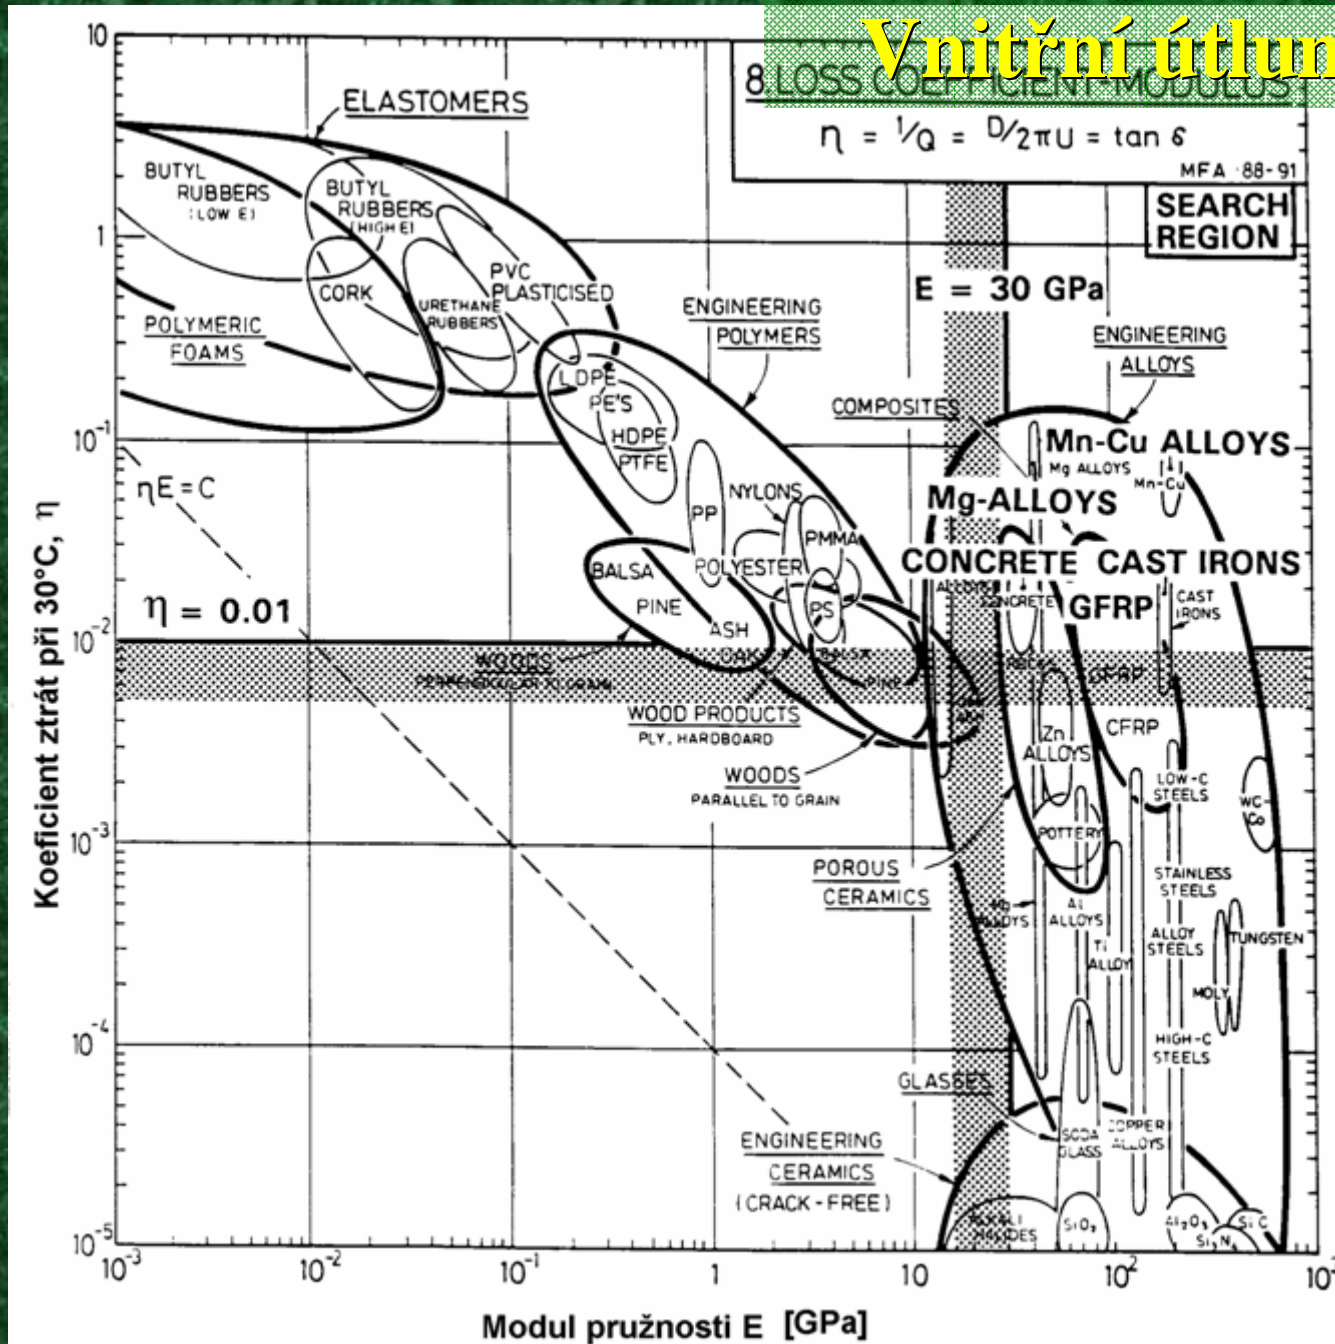 Vnitřní útlum
8. LOSS COEFFICIENT-MODULUS
η = 1/Q = D/2πU = tan δ
MFA 88-91
SEARCH
REGION
E = 30 GPa
ELASTOMERS
BUTYL
RUBBERS
(LOW E)
BUTYL
RUBBERS
(HIGH E)
PVC
PLASTICISED
CORK
URETHANE
RUBBERS
POLYMERIC
FOAMS
ENGINEERING
POLYMERS
ENGINEERING
ALLOYS
COMPOSITES
LDPE
PE'S
HDPE
PTFE
PP
NYLONS
PMMA
POLYESTER
PS
Mn-Cu ALLOYS
Mg ALLOYS
Mn-Cu
Mg-ALLOYS
CONCRETE CAST IRONS
GFRP
CONCRETE
CAST
IRONS
ηE=C
η = 0.01
BALSA
PINE
ASH
OAK
BALSA
PINE
WOODS
PERPENDICULAR TO GRAIN
WOOD PRODUCTS
PLY, HARDBOARD
WOODS
PARALLEL TO GRAIN
GFRP
CFRP
Zn
ALLOYS
LOW-C
STEELS
WC-
Co
POTTERY
POROUS
CERAMICS
STAINLESS
STEELS
Mg
ALLOYS
Al
ALLOYS
Ti
ALLOY
ALLOY
STEELS
TUNGSTEN
MOLY
HIGH-C
STEELS
GLASSES
SODA
GLASS
COPPER
ALLOYS
ENGINEERING
CERAMICS
(CRACK-FREE)
ALKALI
HALIDES
SiO₂
Al₂O₃
SiC
Si₃N
10
1
10⁻¹
10⁻²
10⁻³
10⁻⁴
10⁻⁵
10⁻³
10⁻²
10⁻¹
1
10
10²
Koeficient ztrát při 30°C, η
Modul pružnosti E [GPa]